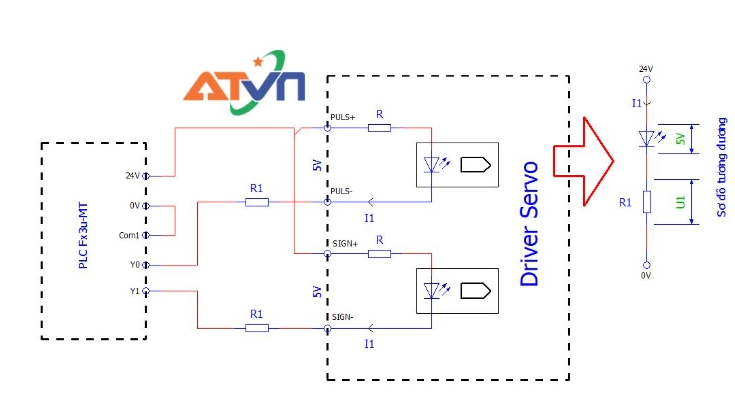 ATVN
PLC Fx3u-MT
24V
0V
Com1
Y0
Y1
R1
R1
PULS+
R
5V
PULS-
I1
SIGN+
R
5V
SIGN-
I1
Driver Servo
24V
I1
5V
R1
U1
0V
Sơ đồ tương đương